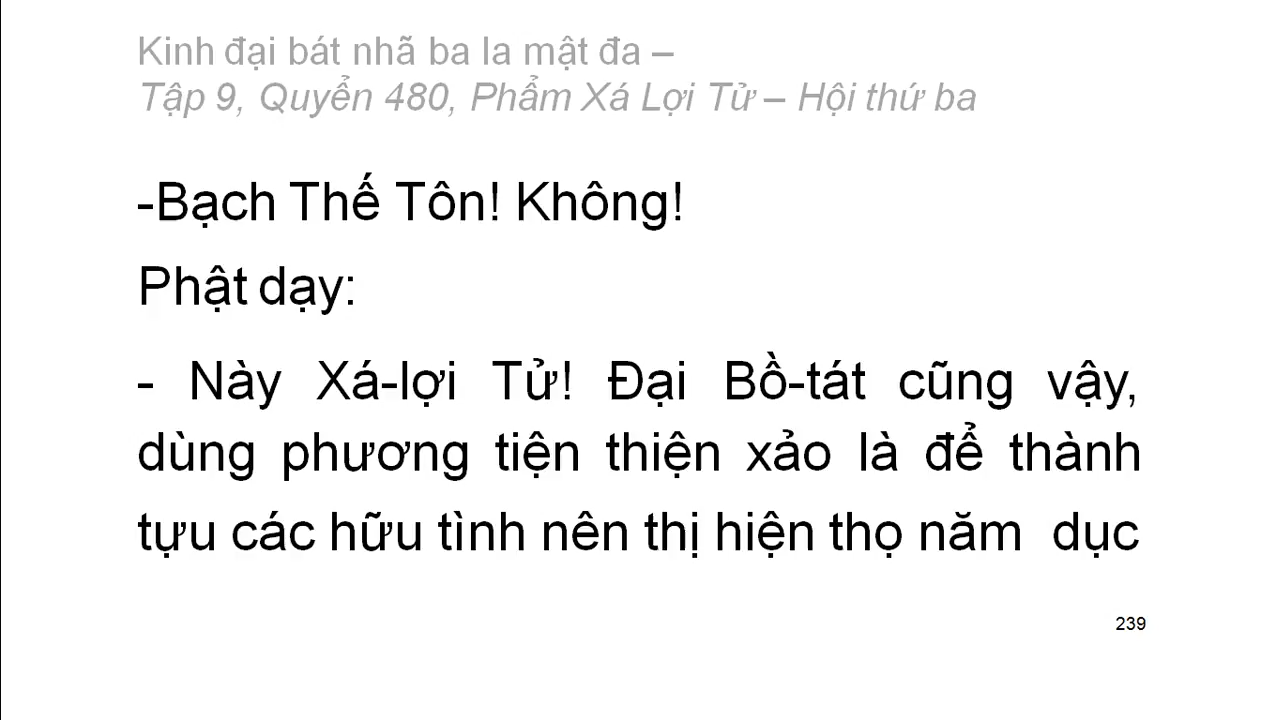 Kinh đại bát nhã ba la mật đa –
Tập 9, Quyển 480, Phẩm Xá Lợi Tử – Hội thứ ba
-Bạch Thế Tôn! Không!
Phật dạy:
- Này Xá-lợi Tử! Đại Bồ-tát cũng vậy,
dùng phương tiện thiện xảo là để thành
tựu các hữu tình nên thị hiện thọ năm dục
239